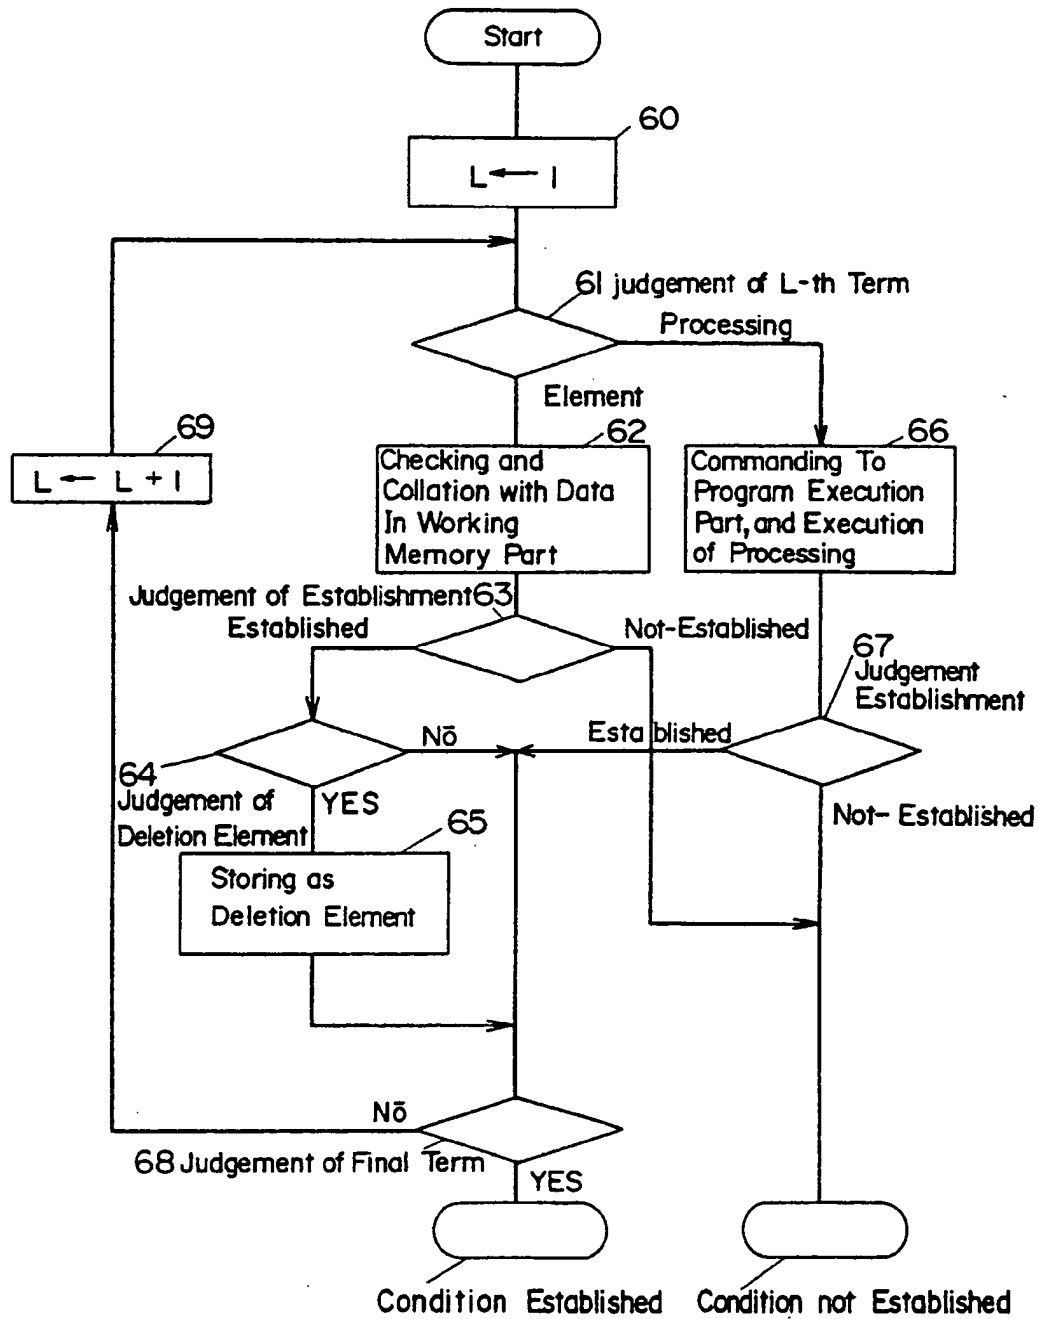 Start
60
L ← 1
61 judgement of L-th Term
Processing
Element
69
L ← L + 1
62
Checking and
Collation with Data
In Working
Memory Part
66
Commanding To
Program Execution
Part, and Execution
of Processing
Judgement of Establishment 63
Established
Not-Established
67
Judgement
Establishment
No
Established
64
Judgement of
Deletion Element
YES
Not-Established
65
Storing as
Deletion Element
No
68 Judgement of Final Term
YES
Condition Established
Condition not Established